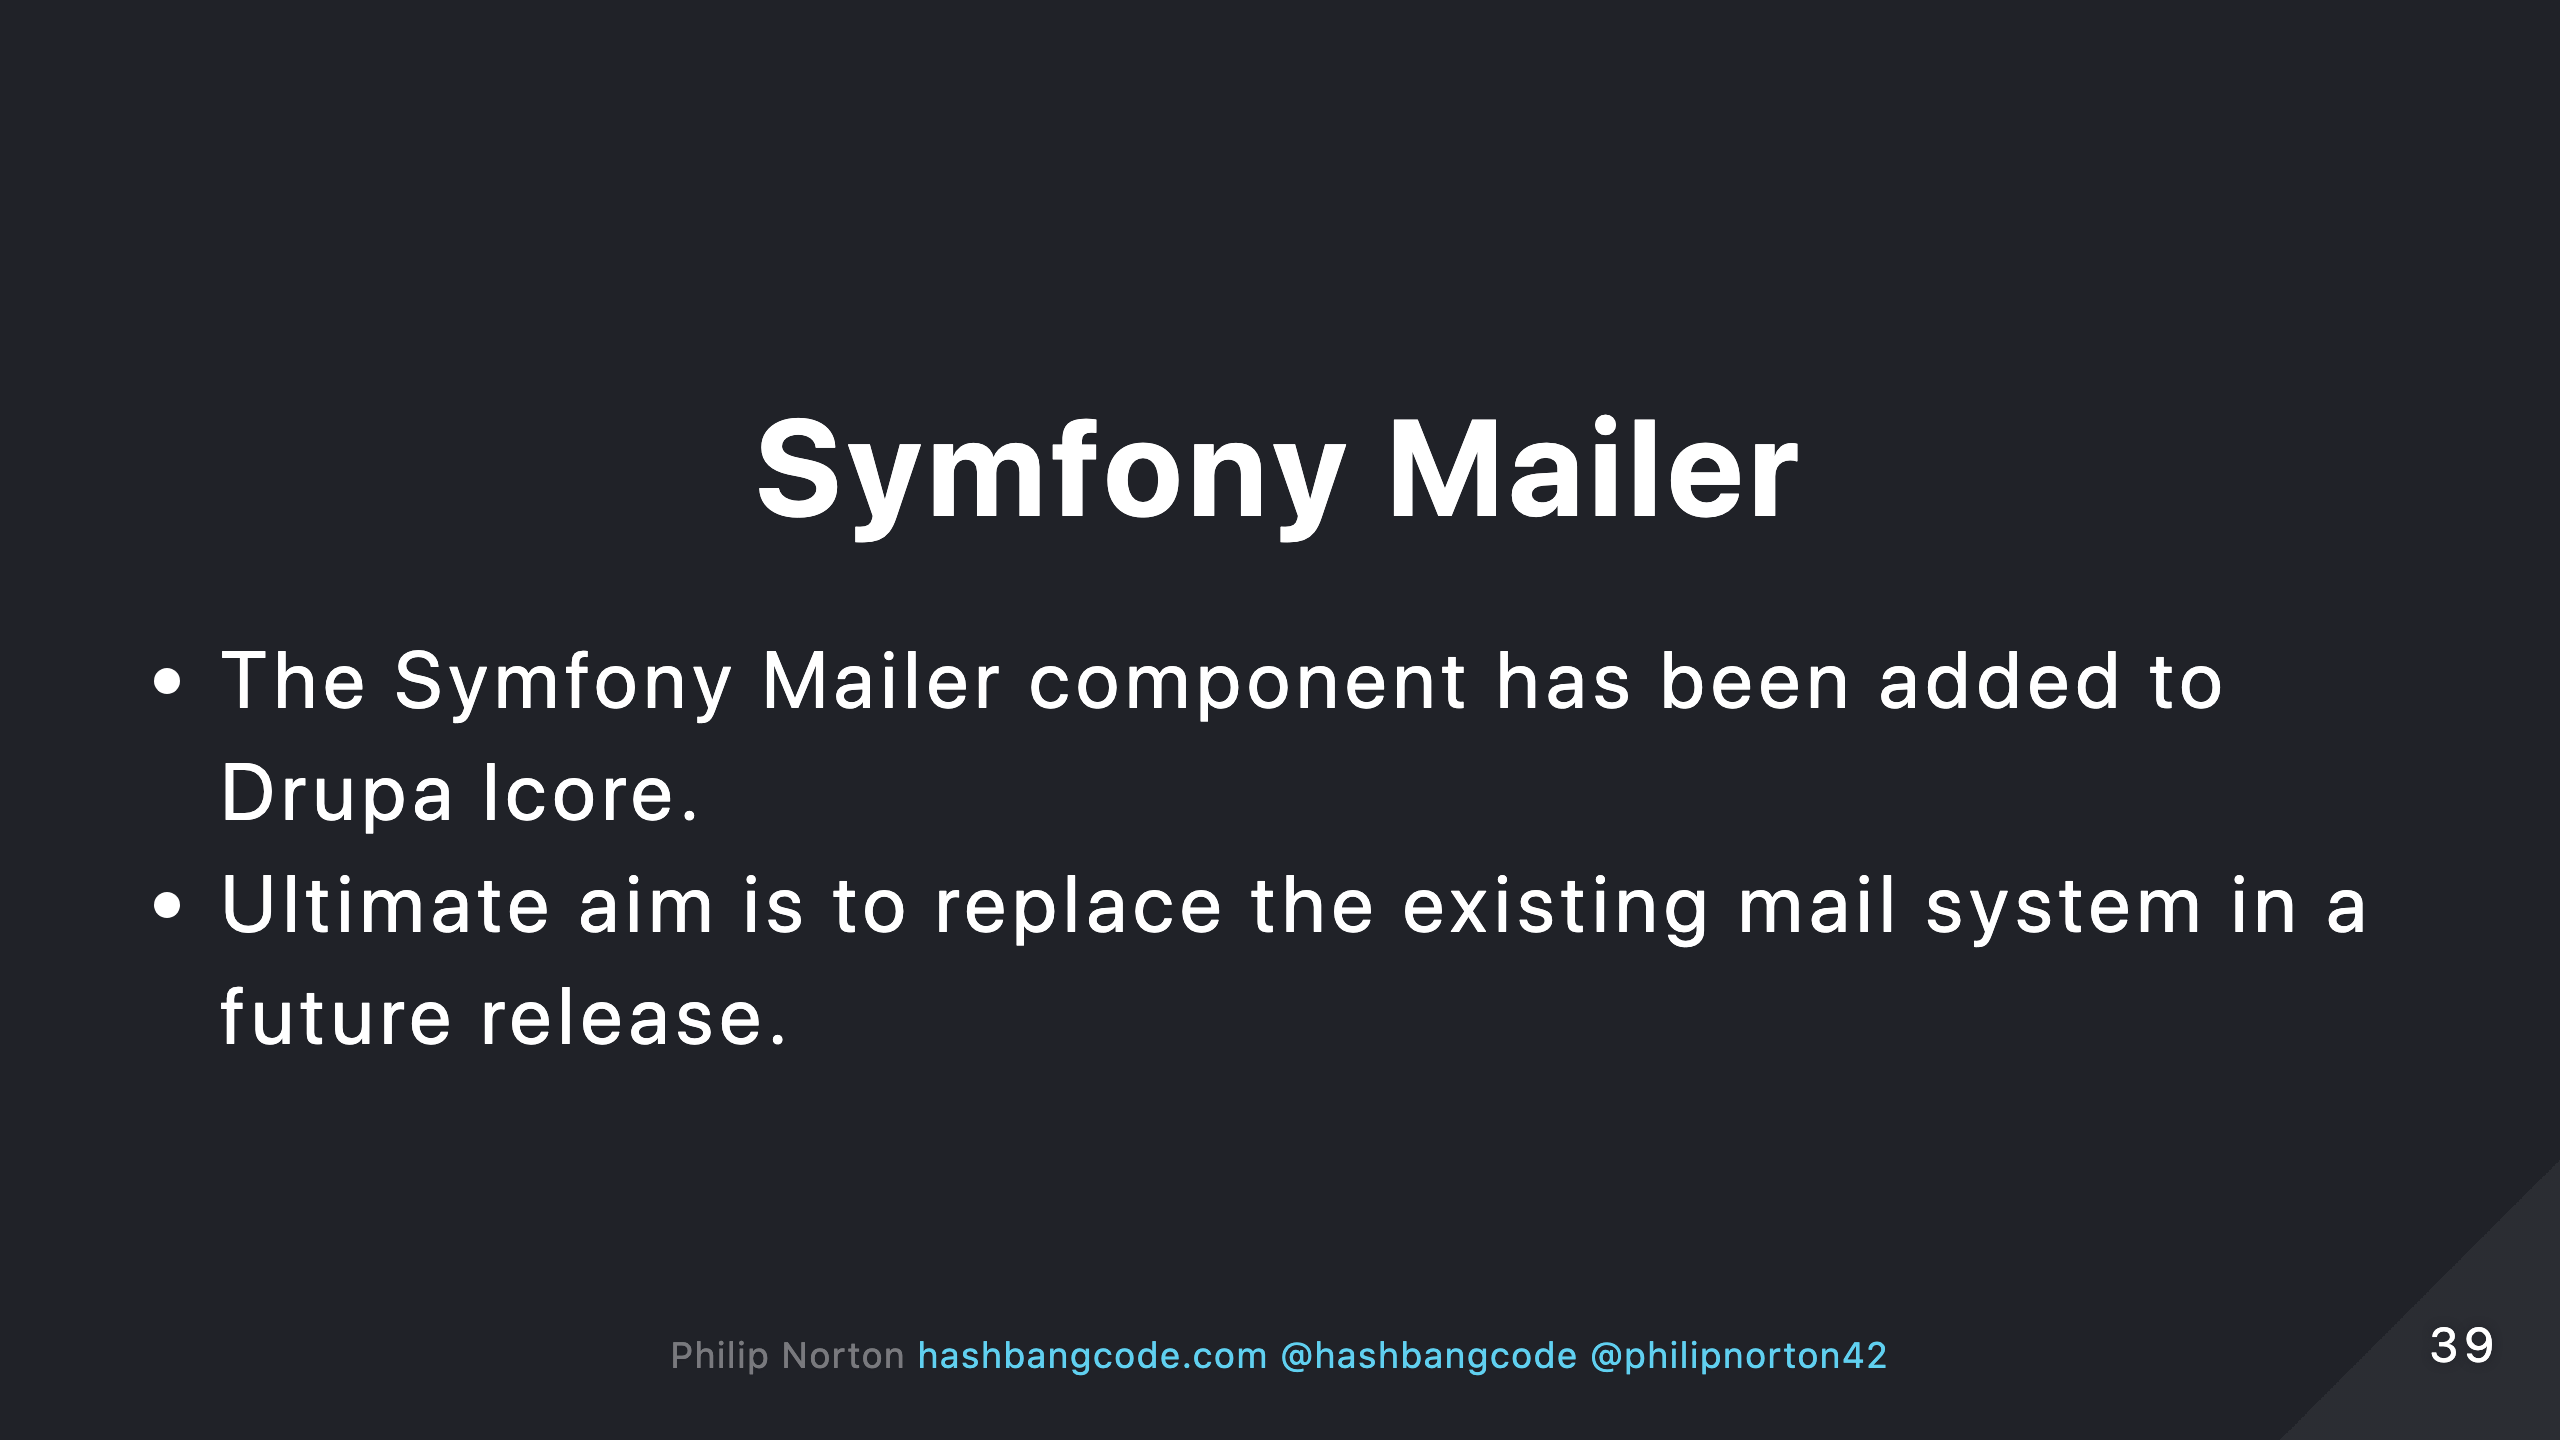 Symfony Mailer
• The Symfony Mailer component has been added to
Drupa lcore.
• Ultimate aim is to replace the existing mail system in a
future release.
Philip Norton hashbangcode.com @hashbangcode @philipnorton42
39